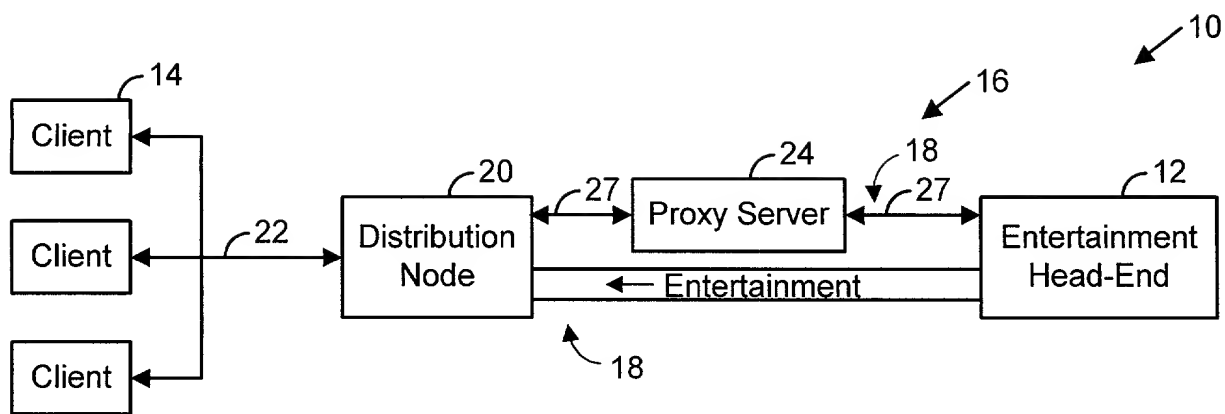 10
16
14
Client
20
27
24
18
27
12
Client
22
Distribution
Node
Proxy Server
Entertainment
Head-End
Entertainment
18
Client